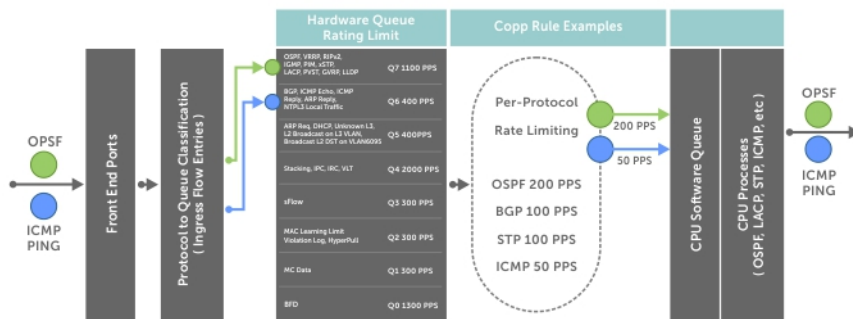 Hardware Queue
Rating Limit
Copp Rule Examples
OPSF
ICMP
PING
Front End Ports
Protocol to Queue Classification
( Ingress Flow Entries)
OSPF, VRRP, RIPv2,
IGMP, PIM, xSTP,
LACP, PVST, GVRP, LLDP
Q7 1100 PPS
BGP, ICMP Echo, ICMP
Reply, ARP Reply,
NTPL3 Local Traffic
Q6 400 PPS
ARP Req, DHCP, Unknown L3,
L2 Broadcast on L3 VLAN,
Broadcast L2 DST on VLAN6095
Q5 400PPS
Stacking, IPC, IRC, VLT
Q4 2000 PPS
sFlow
Q3 300 PPS
MAC Learning Limit
Violation Log, HyperPull
Q2 300 PPS
MC Data
Q1 300 PPS
BFD
Q0 1300 PPS
Per-Protocol
Rate Limiting
OSPF 200 PPS
BGP 100 PPS
STP 100 PPS
ICMP 50 PPS
200 PPS
50 PPS
CPU Software Queue
CPU Processes
( OSPF, LACP, STP, ICMP, etc )
OPSF
ICMP
PING